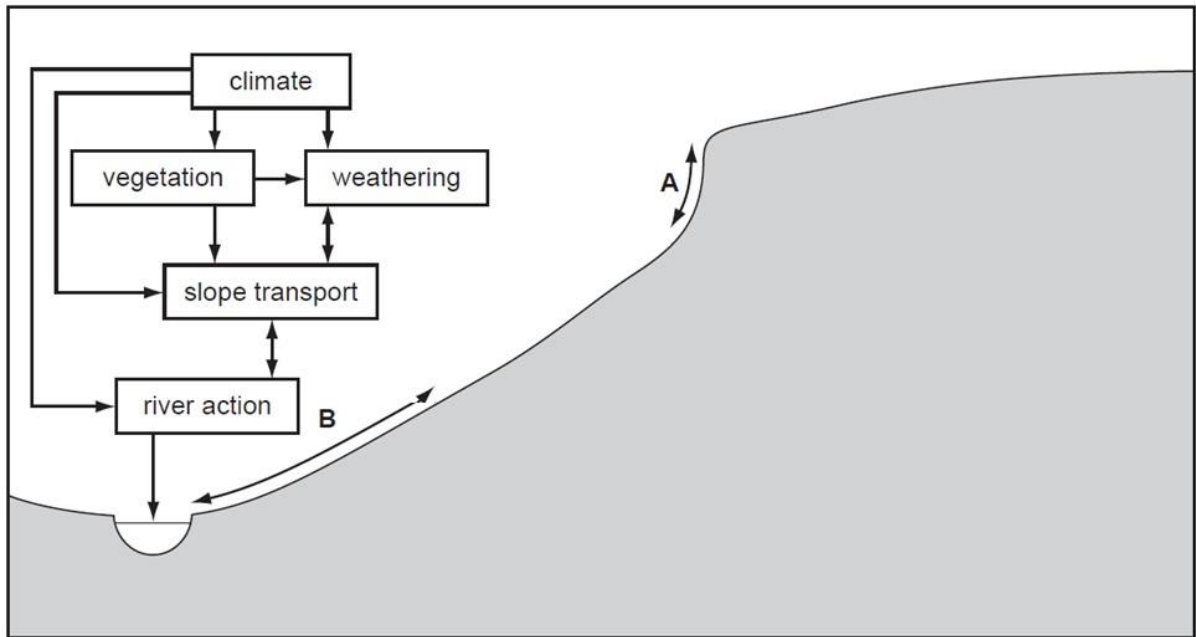 climate
vegetation
weathering
A
slope transport
river action
B